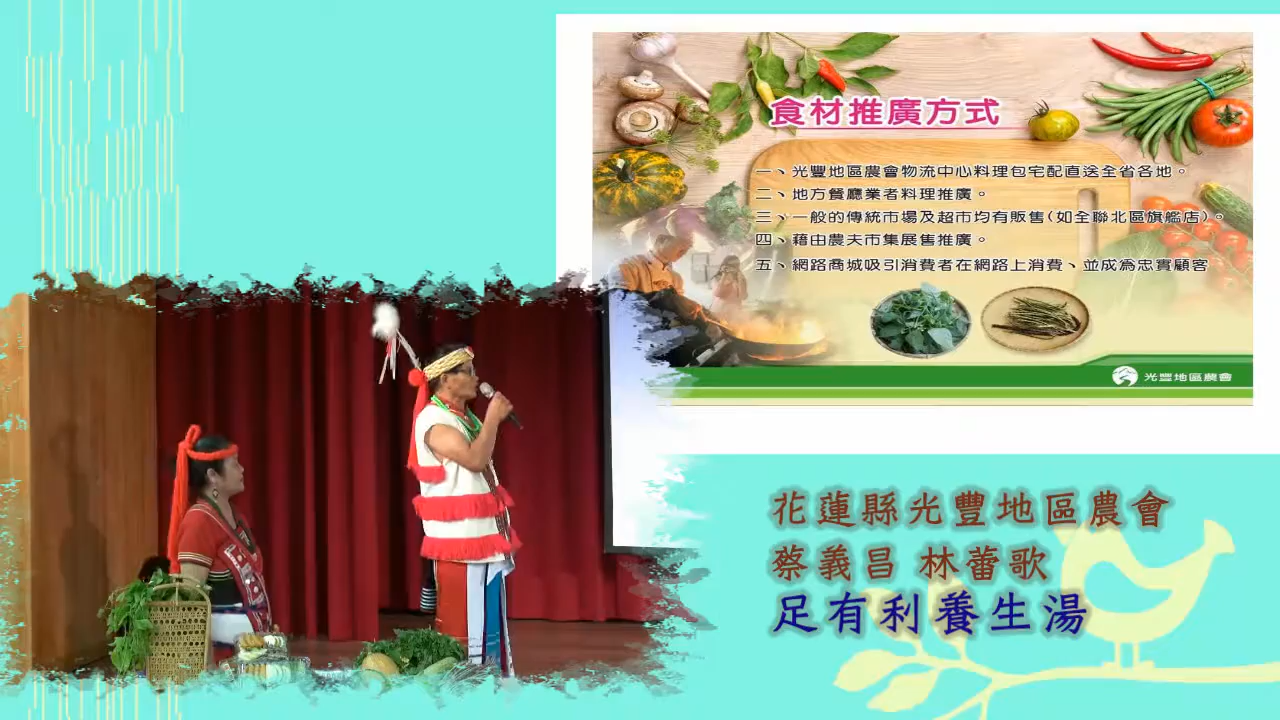 食材推廣方式
一、光豐地區農會物流中心料理包宅配直送全省各地。
二、地方餐廳業者料理推廣。
三、一般的傳統市場及超市均有販售(如全聯北區旗艦店)。
四、藉由農夫市集展售推廣。
五、網路商城吸引消費者在網路上消費、並成為忠實顧客
光豐地區農會
花蓮縣光豐地區農會
蔡義昌 林蕾歌
足有利養生湯